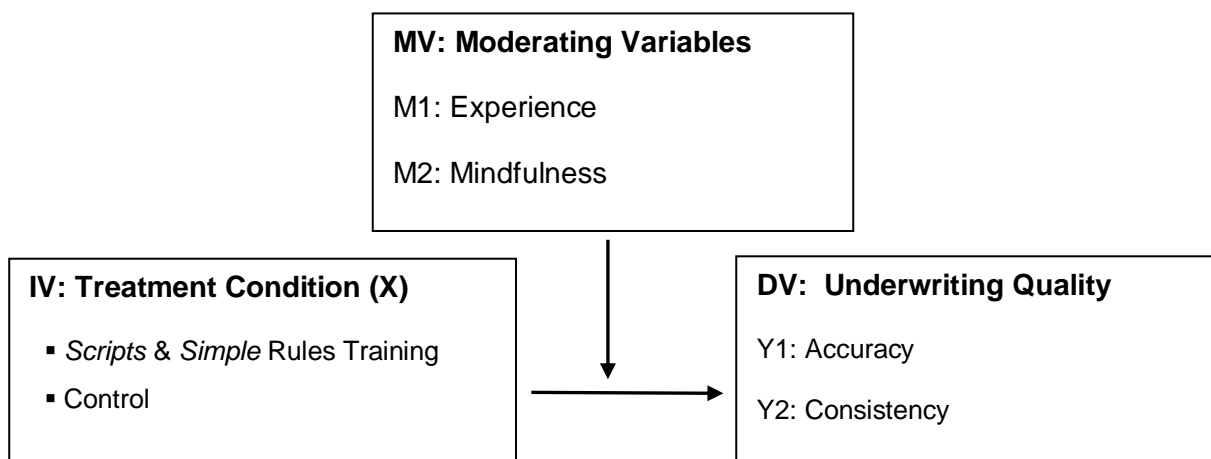 MV: Moderating Variables
M1: Experience
M2: Mindfulness
IV: Treatment Condition (X)
▪ Scripts & Simple Rules Training
▪ Control
DV: Underwriting Quality
Y1: Accuracy
Y2: Consistency